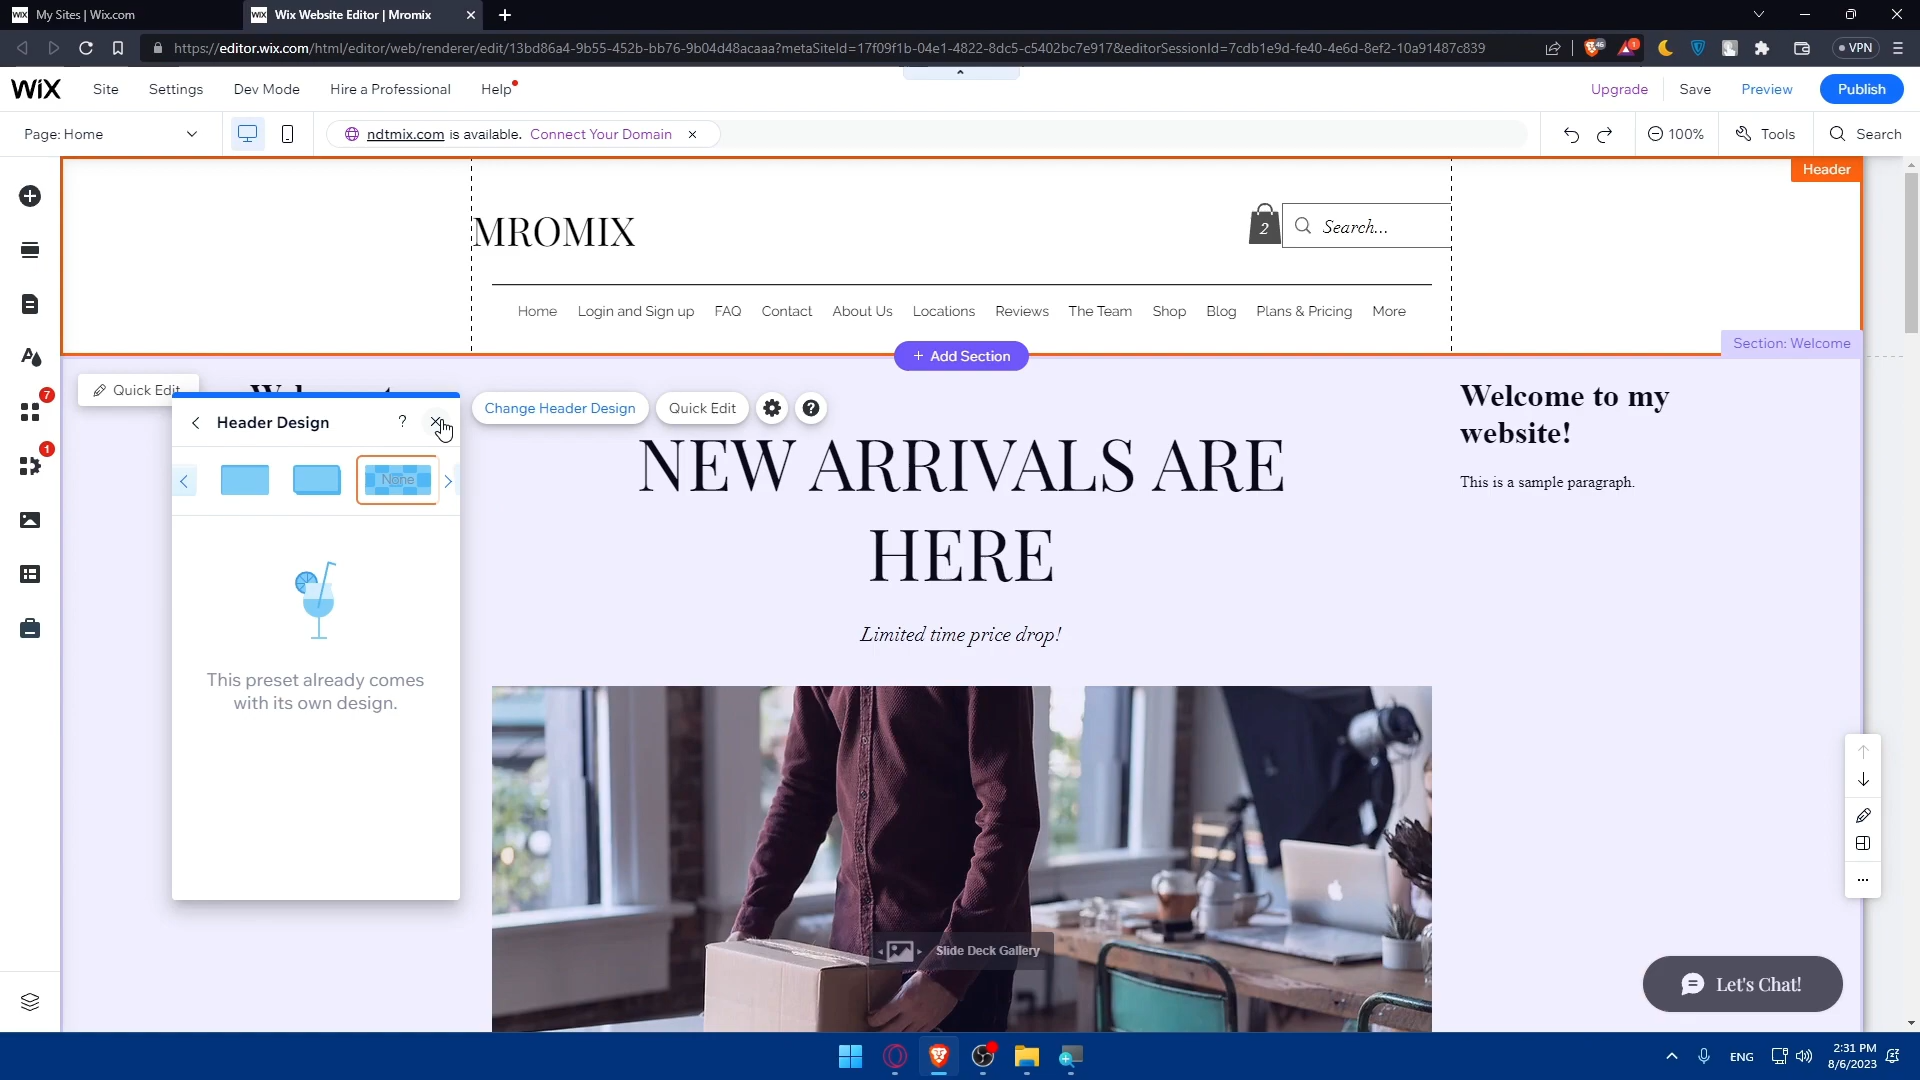 My Sites | Wix.com
Wix Website Editor | Mromix
https://editor.wix.com/html/editor/web/renderer/edit/13bd86a4-9b55-452b-bb76-9b04d48acaaa?metaSiteId=17f09f1b-04e1-4822-8dc5-c5402bc7e917&editorSessionId=7cdb1e9d-fe40-4e6d-8ef2-10a91487c839
46
1
VPN
WiX
Site
Settings
Dev Mode
Hire a Professional
Help
Upgrade
Save
Preview
Publish
Page: Home
ndtmix.com is available. Connect Your Domain
100%
Tools
Search
Header
MROMIX
2
Search...
Home
Login and Sign up
FAQ
Contact
About Us
Locations
Reviews
The Team
Shop
Blog
Plans & Pricing
More
+ Add Section
Section: Welcome
Quick Edit
7
1
Header Design
?
None
This preset already comes
with its own design.
Change Header Design
Quick Edit
?
NEW ARRIVALS ARE
HERE
Limited time price drop!
Welcome to my
website!
This is a sample paragraph.
Slide Deck Gallery
Let's Chat!
ENG
2:31 PM
8/6/2023